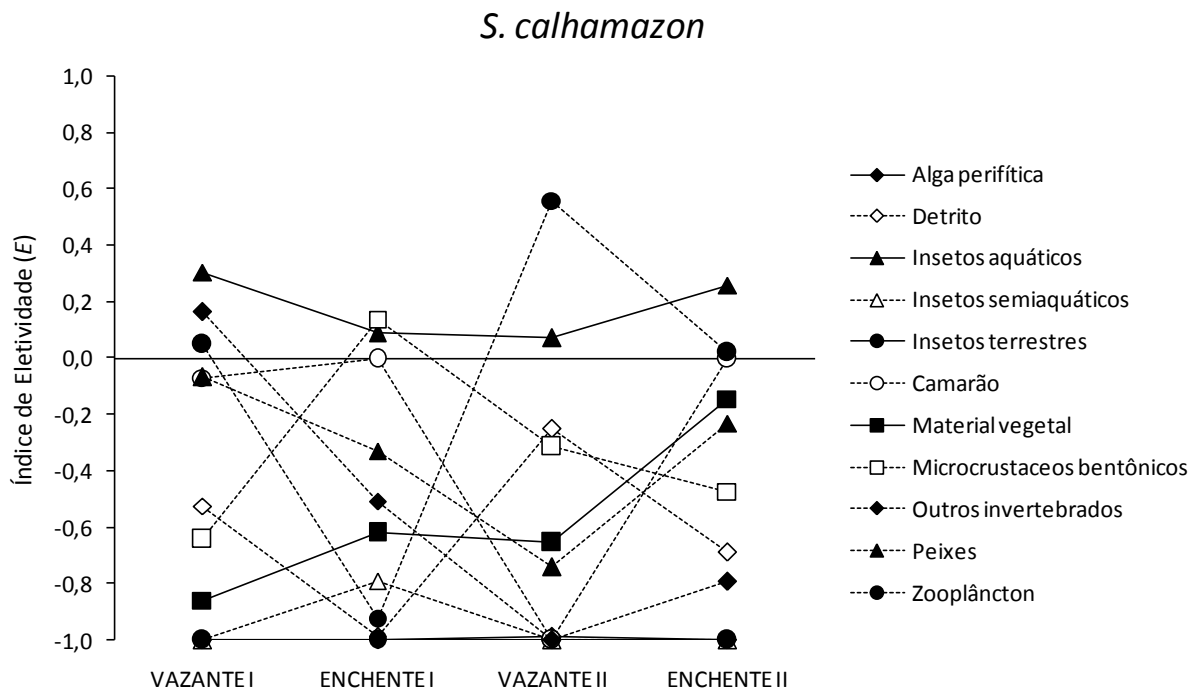 S. calhamazon
Índice de Eletividade (E)
1,0
0,8
0,6
0,4
0,2
0,0
-0,2
-0,4
-0,6
-0,8
-1,0
VAZANTE I
ENCHENTE I
VAZANTE II
ENCHENTE II
Alga perifítica
Detrito
Insetos aquáticos
Insetos semiaquáticos
Insetos terrestres
Camarão
Material vegetal
Microcrustaceos bentônicos
Outros invertebrados
Peixes
Zooplâncton